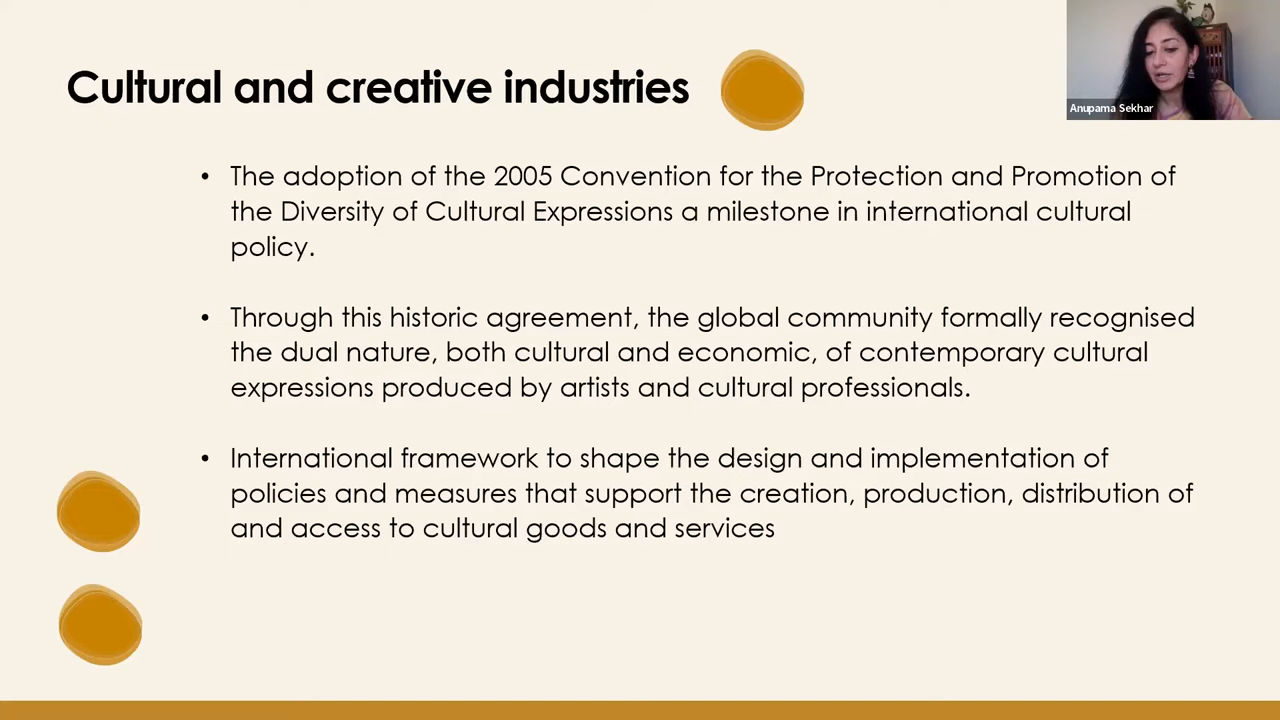 Cultural and creative industries
Anupama Sekhar
• The adoption of the 2005 Convention for the Protection and Promotion of
the Diversity of Cultural Expressions a milestone in international cultural
policy.
• Through this historic agreement, the global community formally recognised
the dual nature, both cultural and economic, of contemporary cultural
expressions produced by artists and cultural professionals.
• International framework to shape the design and implementation of
policies and measures that support the creation, production, distribution of
and access to cultural goods and services